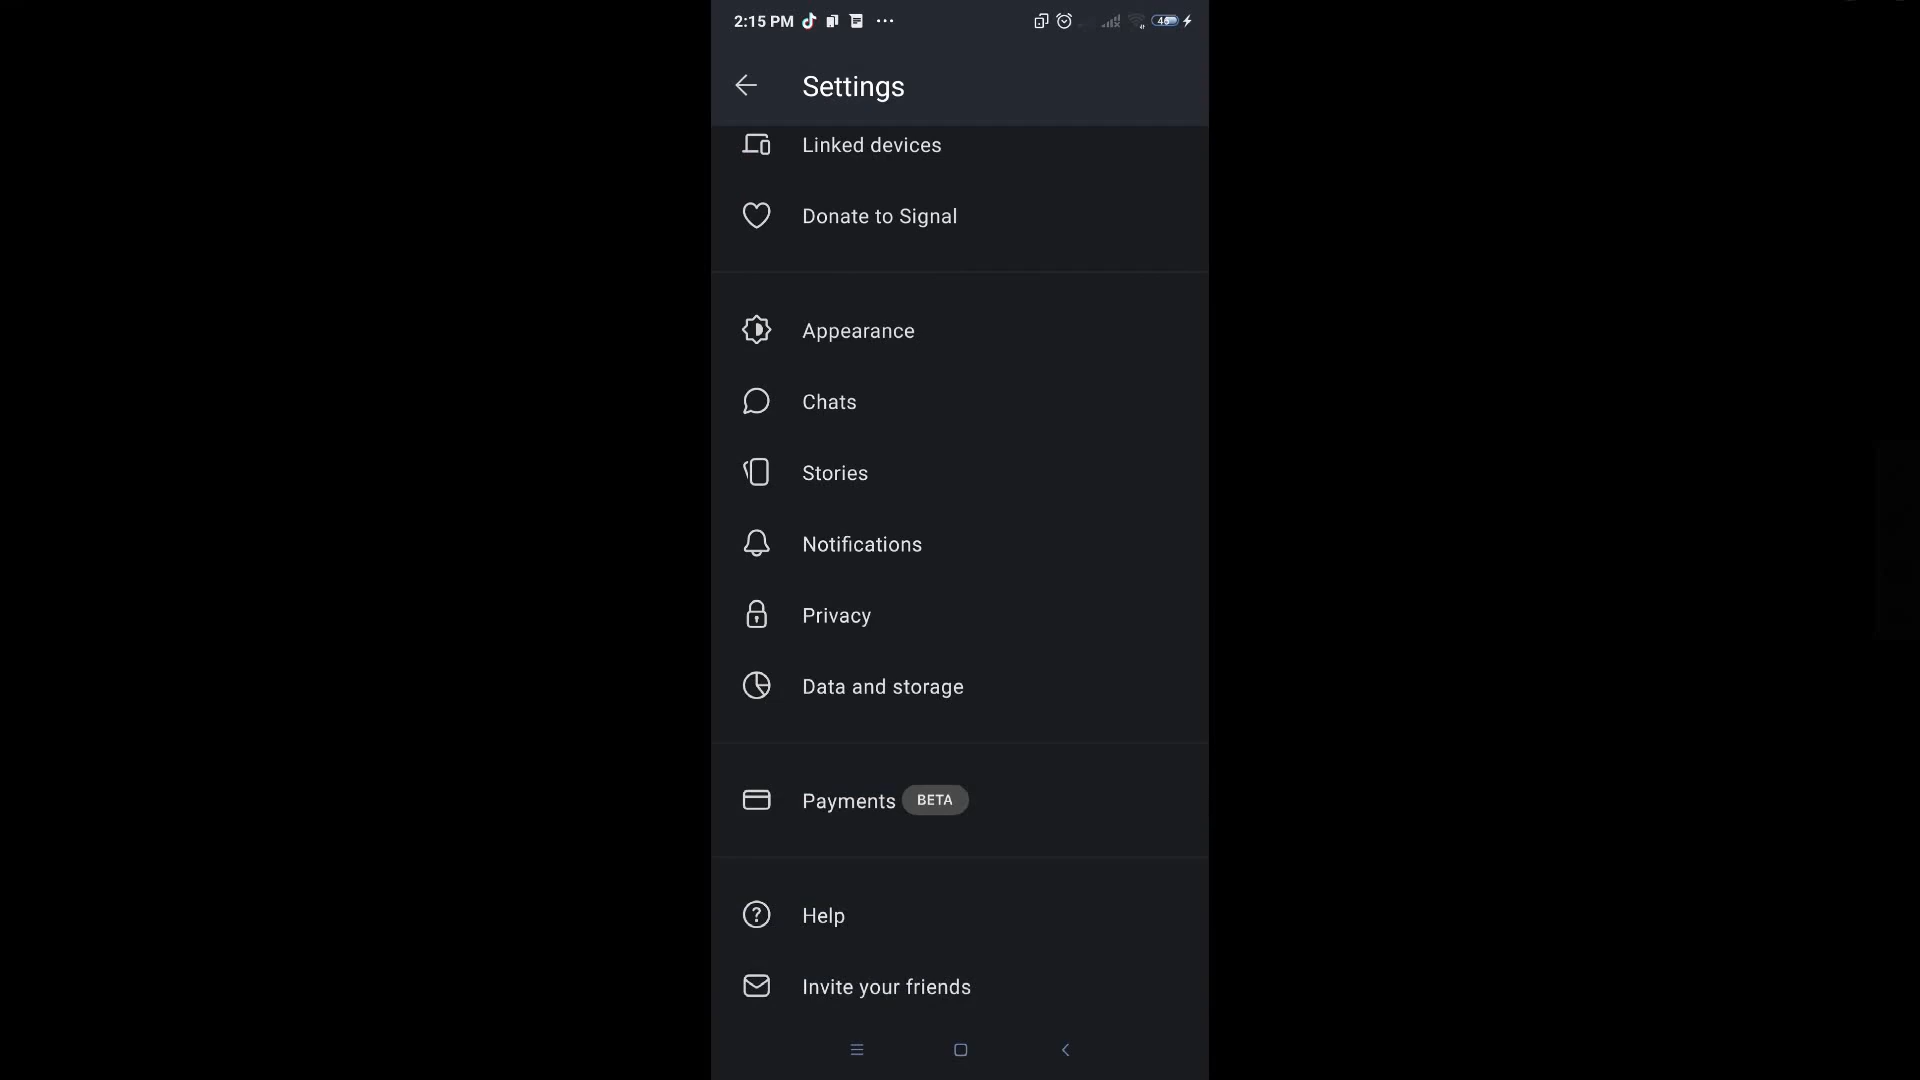 2:15 PM
Settings
Linked devices
Donate to Signal
Appearance
Chats
Stories
Notifications
Privacy
Data and storage
Payments BETA
Help
Invite your friends